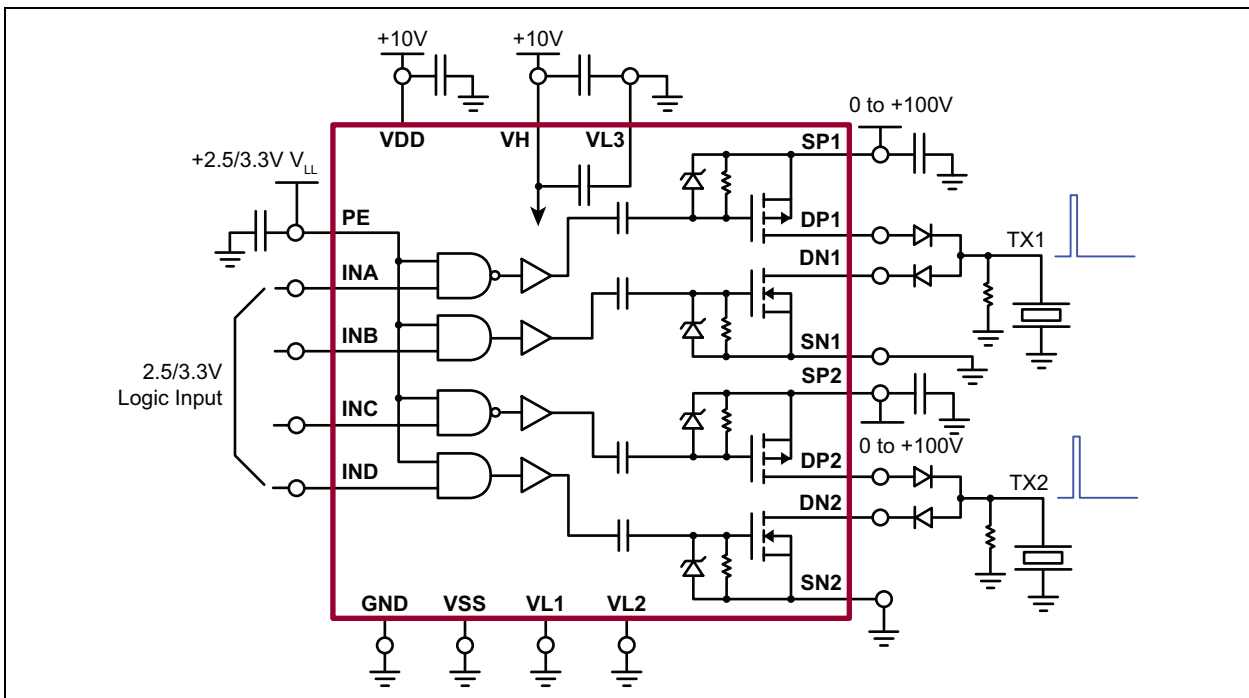 +10V
+10V
0 to +100V
VDD
VH
VL3
SP1
+2.5/3.3V VLL
PE
DP1
TX1
INA
DN1
INB
SN1
2.5/3.3V
Logic Input
SP2
INC
0 to +100V
DP2
IND
TX2
DN2
SN2
GND
VSS
VL1
VL2